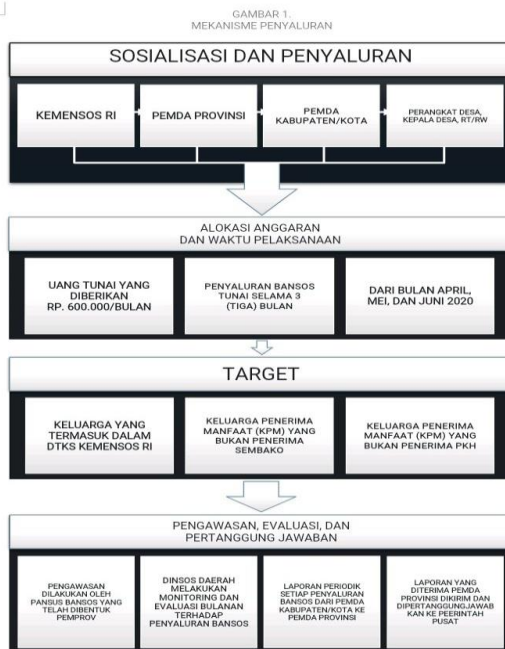 GAMBAR 1.
MEKANISME PENYALURAN
SOSIALISASI DAN PENYALURAN
KEMENSOS RI
PEMDA PROVINSI
PEMDA
KABUPATEN/KOTA
PERANGKAT DESA,
KEPALA DESA, RT/RW
ALOKASI ANGGARAN
DAN WAKTU PELAKSANAAN
UANG TUNAI YANG
DIBERIKAN
RP. 600.000/BULAN
PENYALURAN BANSOS
TUNAI SELAMA 3
(TIGA) BULAN
DARI BULAN APRIL,
MEI, DAN JUNI 2020
TARGET
KELUARGA YANG
TERMASUK DALAM
DTKS KEMENSOS RI
KELUARGA PENERIMA
MANFAAT (KPM) YANG
BUKAN PENERIMA
SEMBAKO
KELUARGA PENERIMA
MANFAAT (KPM) YANG
BUKAN PENERIMA PKH
PENGAWASAN, EVALUASI, DAN
PERTANGGUNG JAWABAN
PENGAWASAN
DILAKUKAN OLEH
PANSUS BANSOS YANG
TELAH DIBENTUK
PEMPROV
DINSOS DAERAH
MELAKUKAN
MONITORING DAN
EVALUASI BULANAN
TERHADAP
PENYALURAN BANSOS
LAPORAN PERIODIK
SETIAP PENYALURAN
BANSOS DARI PEMDA
KABUPATEN/KOTA KE
PEMDA PROVINSI
LAPORAN YANG
DITERIMA PEMDA
PROVINSI DIKIRIM DAN
DIPERTANGGUNGJAWAB
KAN KE PEMERINTAH
PUSAT